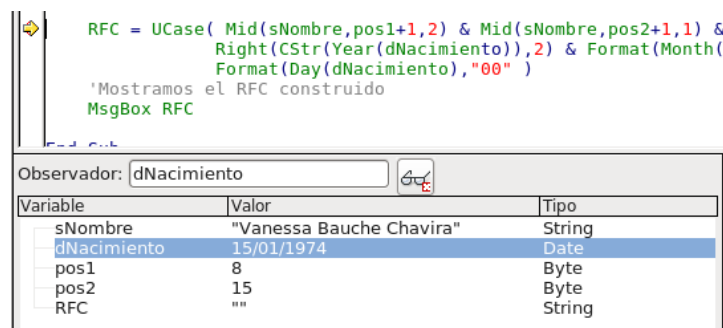 RFC = UCase( Mid(sNombre,pos1+1,2) & Mid(sNombre,pos2+1,1) &
Right(CStr(Year(dNacimiento)),2) & Format(Month(
Format(Day(dNacimiento),"00" )
'Mostramos el RFC construido
MsgBox RFC
End Sub
Observador: dNacimiento
Variable Valor Tipo
sNombre "Vanessa Bauche Chavira" String
dNacimiento 15/01/1974 Date
pos1 8 Byte
pos2 15 Byte
RFC "" String